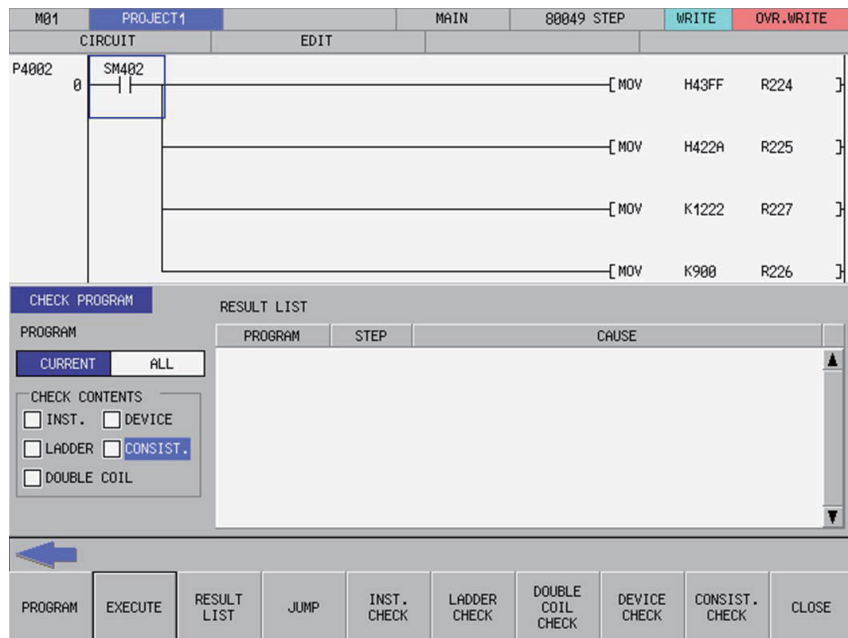 M01 PROJECT1 MAIN 80049 STEP WRITE OVR.WRITE
CIRCUIT EDIT
P4002 SM402
0 [ MOV H43FF R224 ]
[ MOV H422A R225 ]
[ MOV K1222 R227 ]
[ MOV K900 R226 ]
CHECK PROGRAM
RESULT LIST
PROGRAM
PROGRAM STEP CAUSE
CURRENT ALL
CHECK CONTENTS
INST. DEVICE
LADDER CONSIST.
DOUBLE COIL
PROGRAM EXECUTE RESULT LIST JUMP INST. CHECK LADDER CHECK DOUBLE COIL CHECK DEVICE CHECK CONSIST. CHECK CLOSE